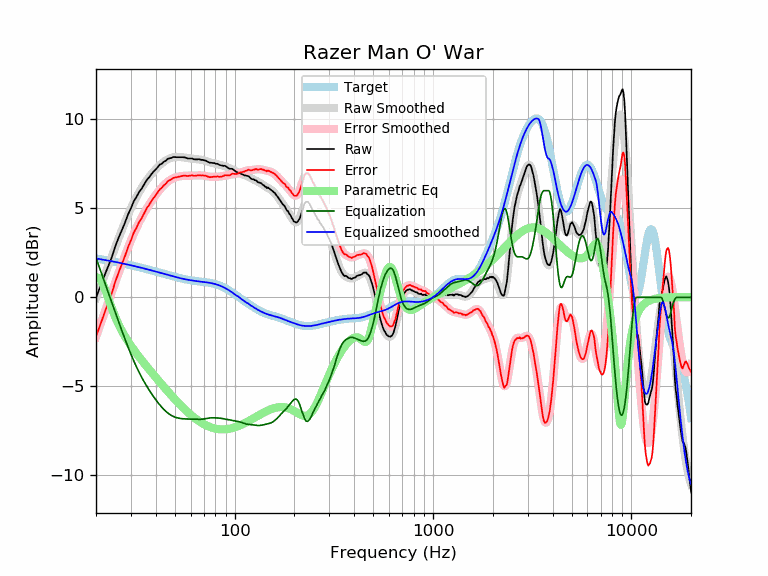 Razer Man O' War
Target
Raw Smoothed
Error Smoothed
Raw
Error
Parametric Eq
Equalization
Equalized smoothed
10
5
0
−5
−10
Amplitude (dBr)
100
1000
10000
Frequency (Hz)